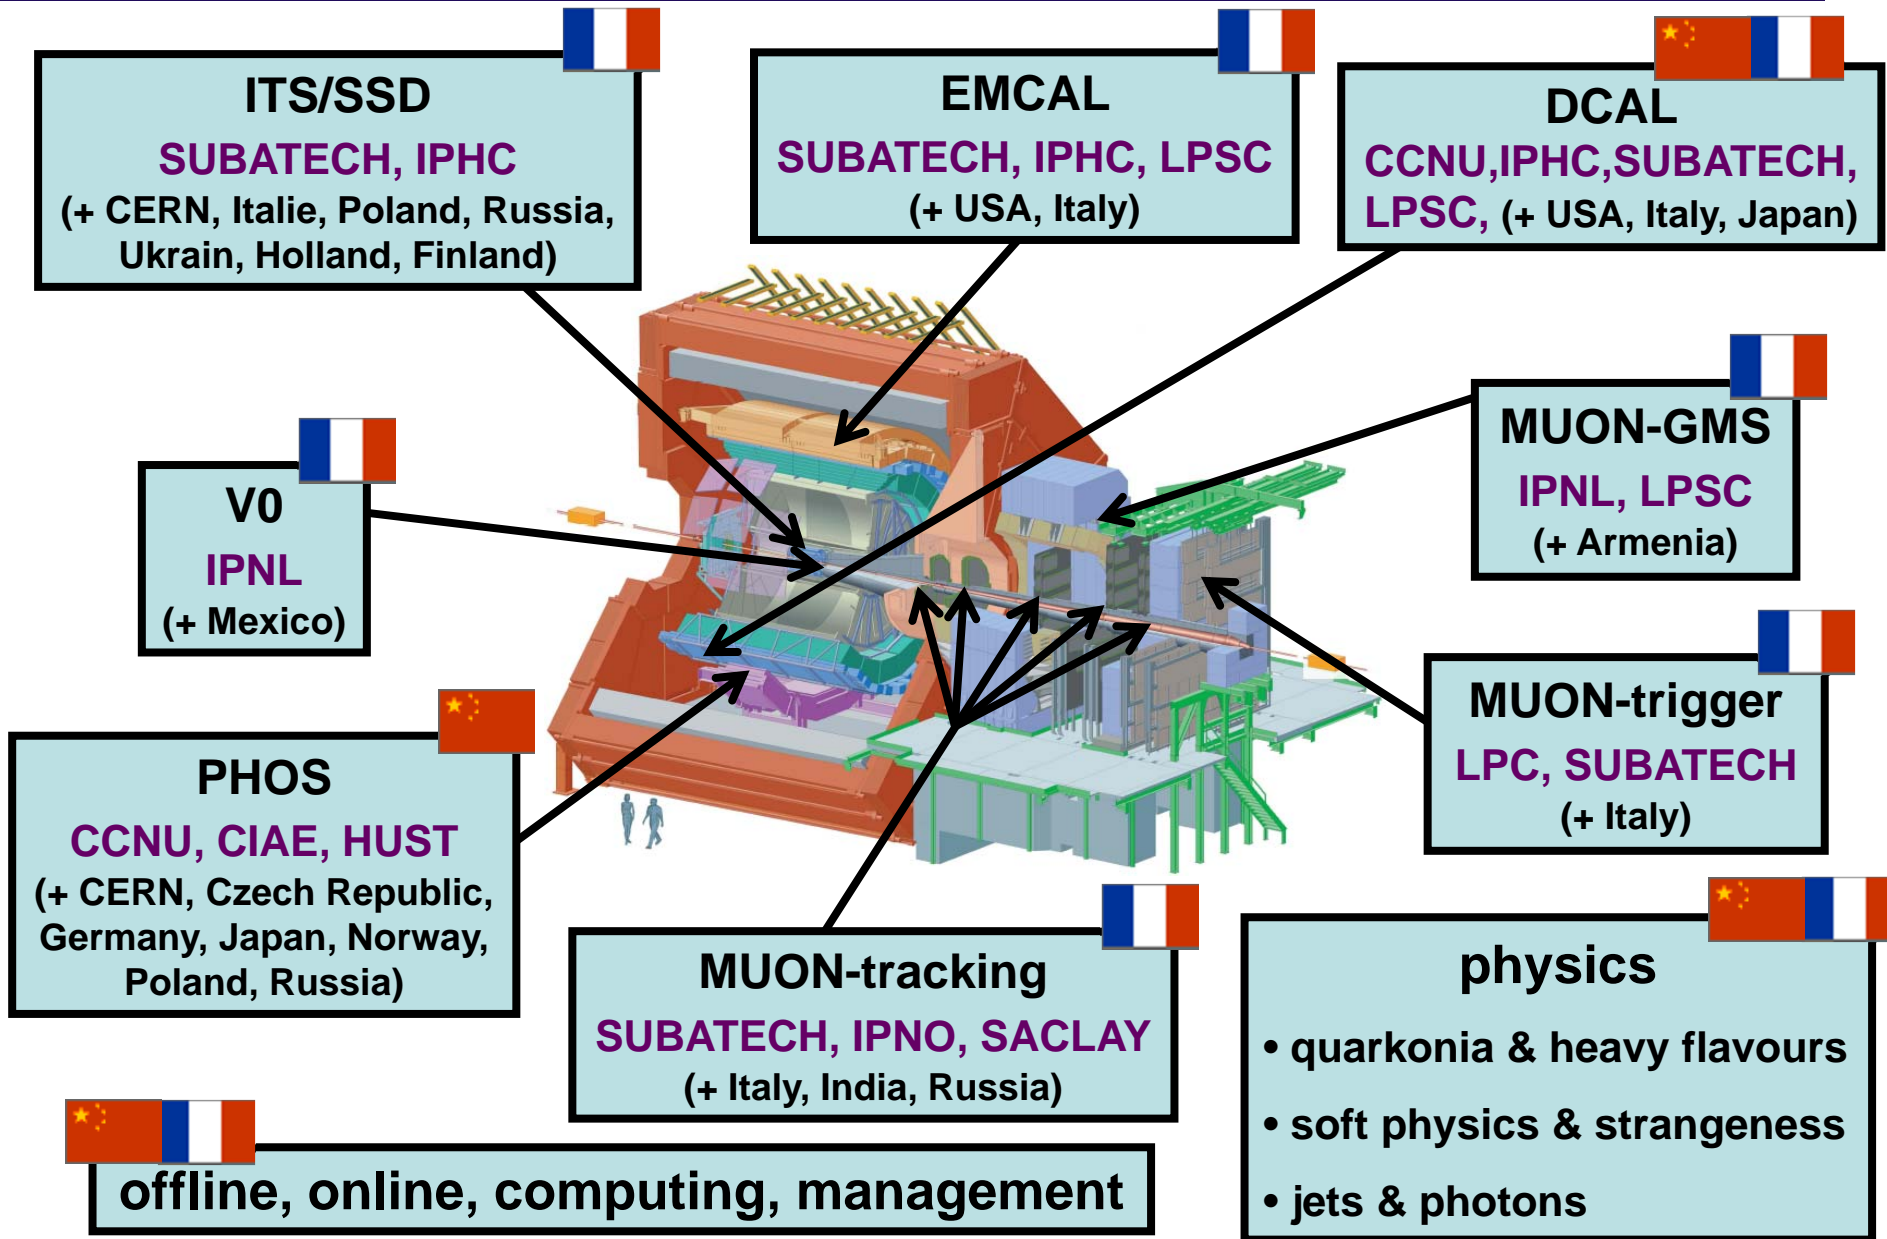 ITS/SSD
SUBATECH, IPHC
(+ CERN, Italie, Poland, Russia,
Ukrain, Holland, Finland)
EMCAL
SUBATECH, IPHC, LPSC
(+ USA, Italy)
DCAL
CCNU,IPHC,SUBATECH,
LPSC, (+ USA, Italy, Japan)
V0
IPNL
(+ Mexico)
MUON-GMS
IPNL, LPSC
(+ Armenia)
PHOS
CCNU, CIAE, HUST
(+ CERN, Czech Republic,
Germany, Japan, Norway,
Poland, Russia)
MUON-trigger
LPC, SUBATECH
(+ Italy)
MUON-tracking
SUBATECH, IPNO, SACLAY
(+ Italy, India, Russia)
physics
• quarkonia & heavy flavours
• soft physics & strangeness
• jets & photons
offline, online, computing, management